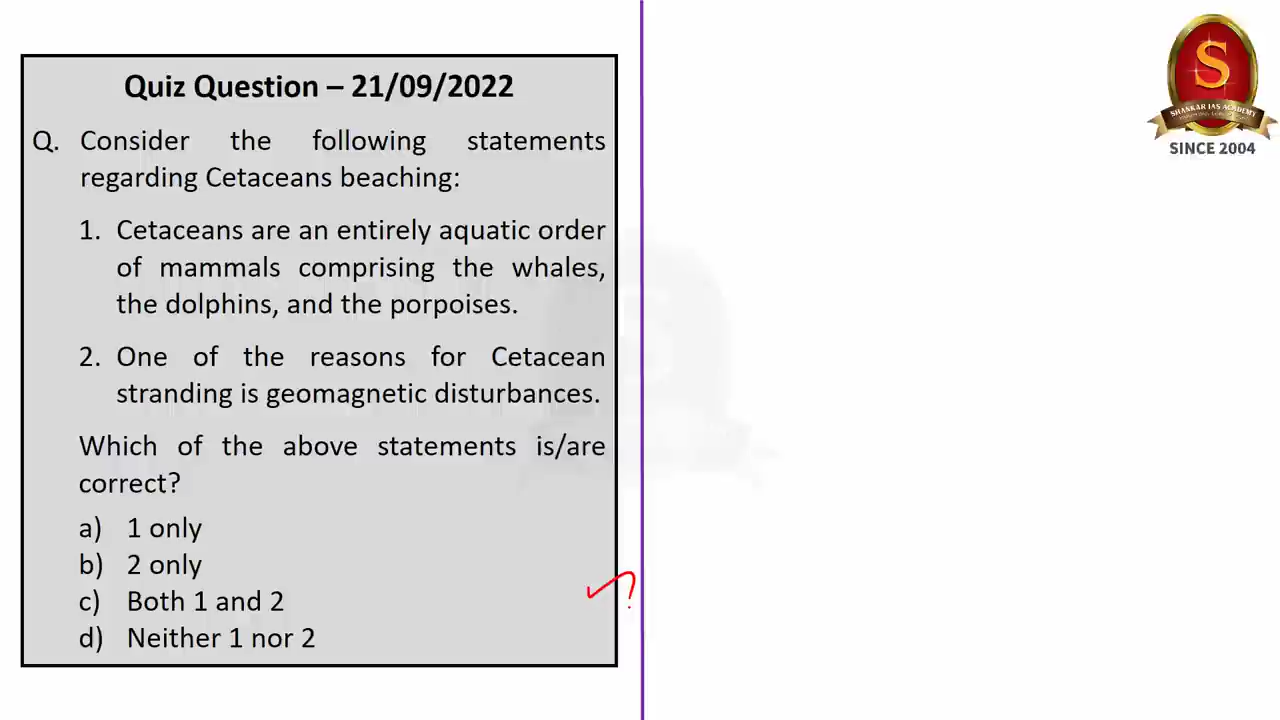 Quiz Question – 21/09/2022
Q. Consider the following statements
regarding Cetaceans beaching:
1. Cetaceans are an entirely aquatic order
of mammals comprising the whales,
the dolphins, and the porpoises.
2. One of the reasons for Cetacean
stranding is geomagnetic disturbances.
Which of the above statements is/are
correct?
a) 1 only
b) 2 only
c) Both 1 and 2
d) Neither 1 nor 2
?
S
SHANKAR IAS ACADEMY
SINCE 2004